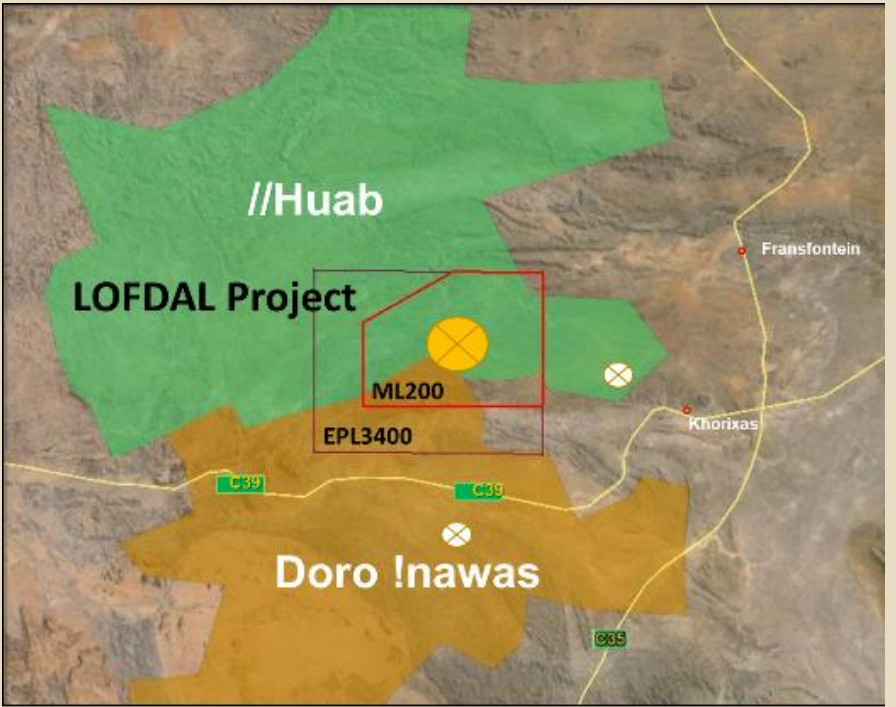 //Huab
Fransfontein
LOFDAL Project
ML200
Khorixas
EPL3400
C39
C39
Doro !nawas
C35